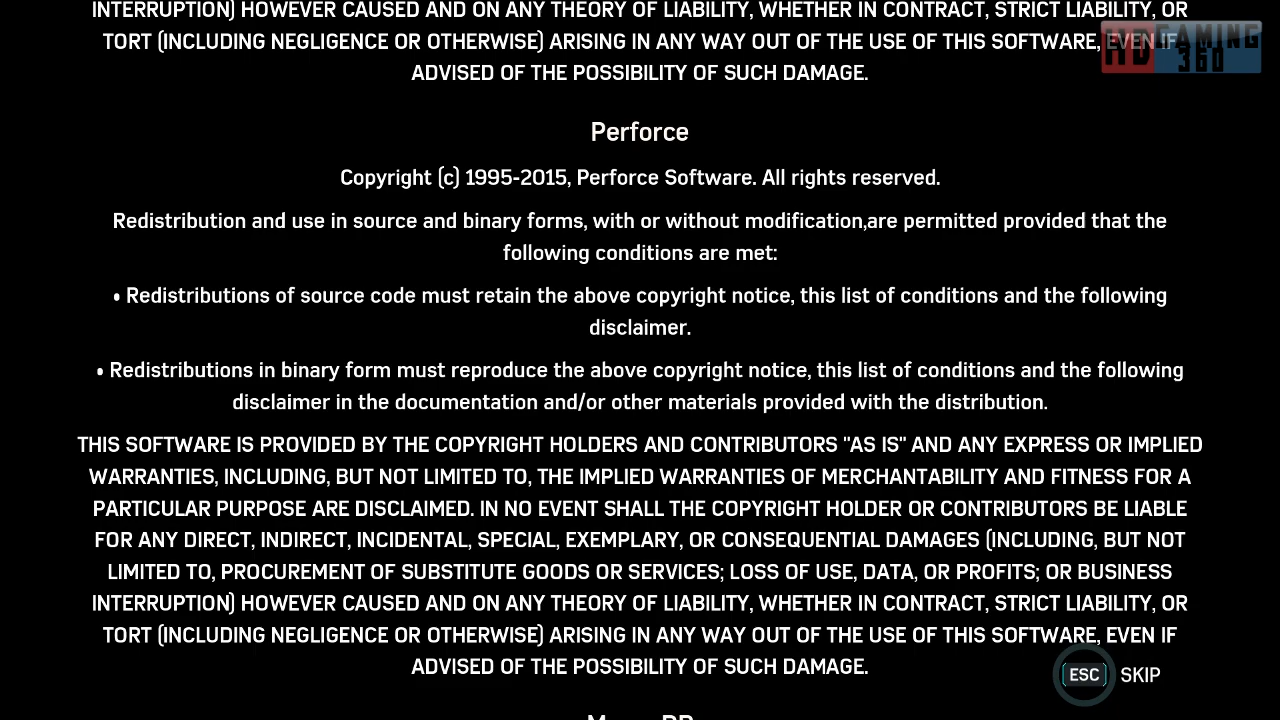 INTERRUPTION) HOWEVER CAUSED AND ON ANY THEORY OF LIABILITY, WHETHER IN CONTRACT, STRICT LIABILITY, OR
TORT (INCLUDING NEGLIGENCE OR OTHERWISE) ARISING IN ANY WAY OUT OF THE USE OF THIS SOFTWARE, EVEN IF
HD GAMING 360
ADVISED OF THE POSSIBILITY OF SUCH DAMAGE.
Perforce
Copyright (c) 1995-2015, Perforce Software. All rights reserved.
Redistribution and use in source and binary forms, with or without modification,are permitted provided that the
following conditions are met:
• Redistributions of source code must retain the above copyright notice, this list of conditions and the following
disclaimer.
• Redistributions in binary form must reproduce the above copyright notice, this list of conditions and the following
disclaimer in the documentation and/or other materials provided with the distribution.
THIS SOFTWARE IS PROVIDED BY THE COPYRIGHT HOLDERS AND CONTRIBUTORS "AS IS" AND ANY EXPRESS OR IMPLIED
WARRANTIES, INCLUDING, BUT NOT LIMITED TO, THE IMPLIED WARRANTIES OF MERCHANTABILITY AND FITNESS FOR A
PARTICULAR PURPOSE ARE DISCLAIMED. IN NO EVENT SHALL THE COPYRIGHT HOLDER OR CONTRIBUTORS BE LIABLE
FOR ANY DIRECT, INDIRECT, INCIDENTAL, SPECIAL, EXEMPLARY, OR CONSEQUENTIAL DAMAGES (INCLUDING, BUT NOT
LIMITED TO, PROCUREMENT OF SUBSTITUTE GOODS OR SERVICES; LOSS OF USE, DATA, OR PROFITS; OR BUSINESS
INTERRUPTION) HOWEVER CAUSED AND ON ANY THEORY OF LIABILITY, WHETHER IN CONTRACT, STRICT LIABILITY, OR
TORT (INCLUDING NEGLIGENCE OR OTHERWISE) ARISING IN ANY WAY OUT OF THE USE OF THIS SOFTWARE, EVEN IF
ADVISED OF THE POSSIBILITY OF SUCH DAMAGE.
ESC SKIP